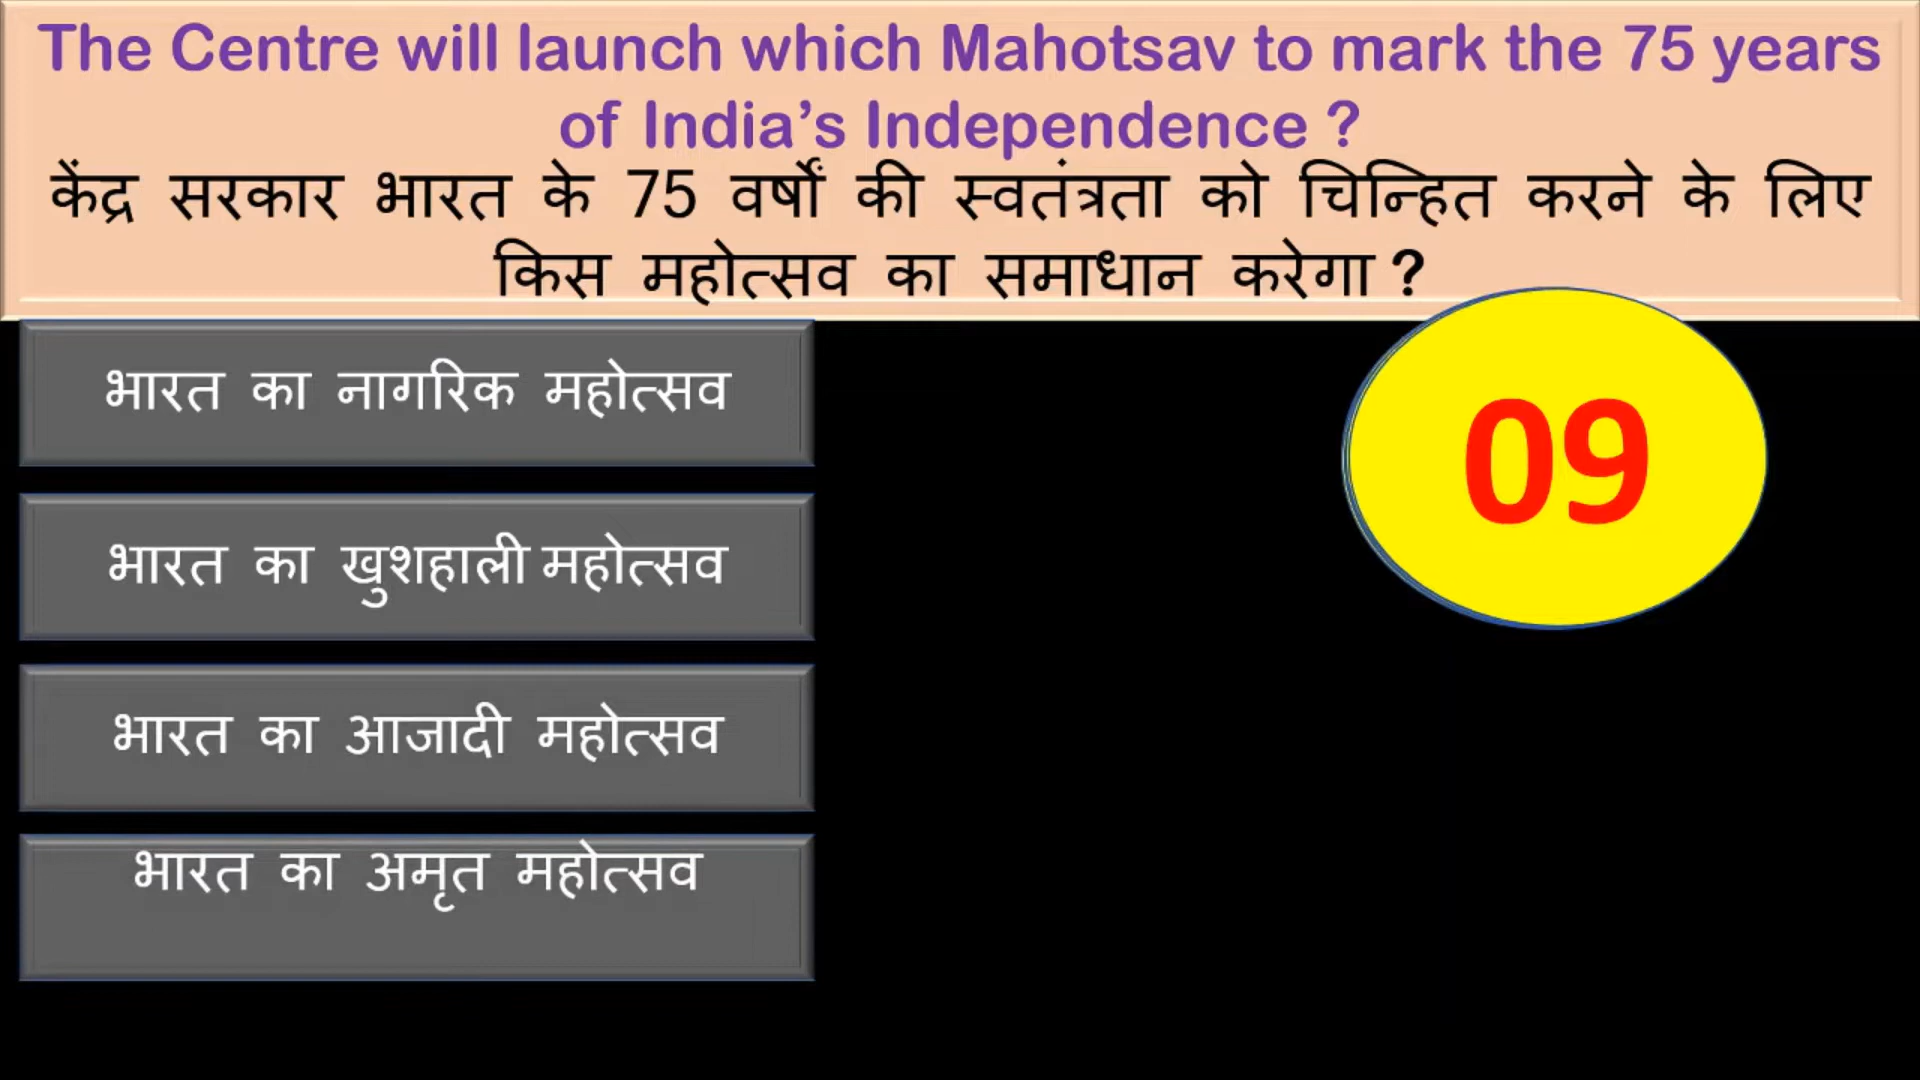 The Centre will launch which Mahotsav to mark the 75 years
of India’s Independence ?
केंद्र सरकार भारत के 75 वर्षों की स्वतंत्रता को चिन्हित करने के लिए
किस महोत्सव का समाधान करेगा ?
09
भारत का नागरिक महोत्सव
भारत का खुशहाली महोत्सव
भारत का आजादी महोत्सव
भारत का अमृत महोत्सव